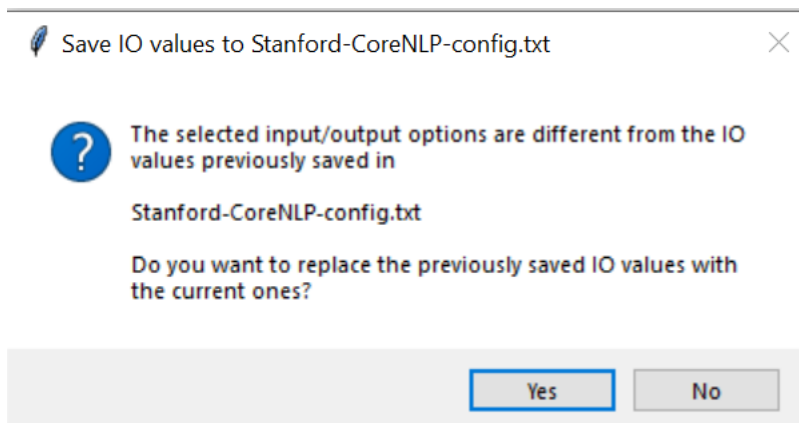 Save IO values to Stanford-CoreNLP-config.txt
The selected input/output options are different from the IO
values previously saved in
Stanford-CoreNLP-config.txt
Do you want to replace the previously saved IO values with
the current ones?
Yes
No